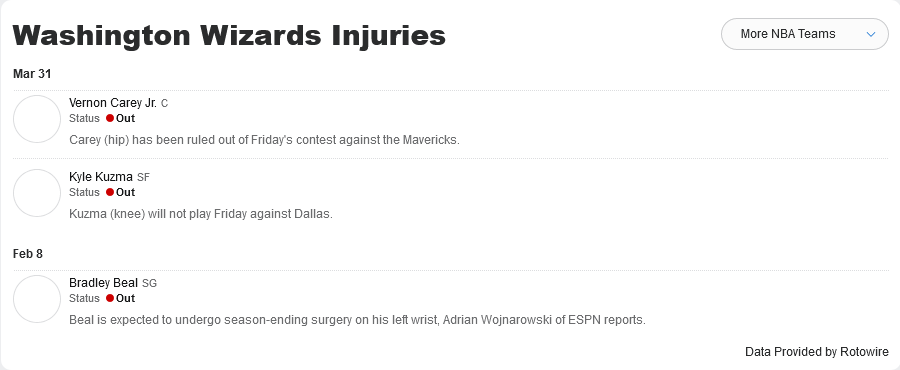 Washington Wizards Injuries
More NBA Teams
Mar 31
Vernon Carey Jr. C
Status Out
Carey (hip) has been ruled out of Friday's contest against the Mavericks.
Kyle Kuzma SF
Status Out
Kuzma (knee) will not play Friday against Dallas.
Feb 8
Bradley Beal SG
Status Out
Beal is expected to undergo season-ending surgery on his left wrist, Adrian Wojnarowski of ESPN reports.
Data Provided by Rotowire